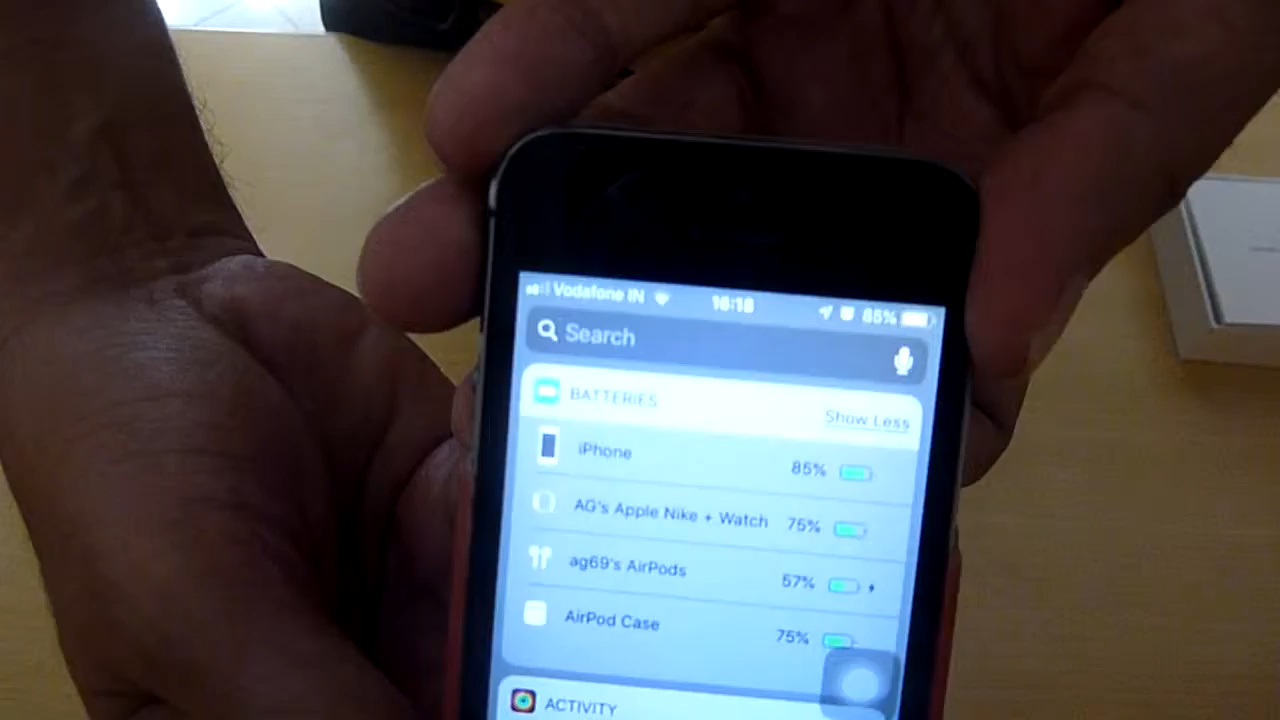 Vodafone IN 16:18 85%
Search
BATTERIES Show Less
iPhone 85%
AG's Apple Nike + Watch 75%
ag69's AirPods 57%
AirPod Case 75%
ACTIVITY